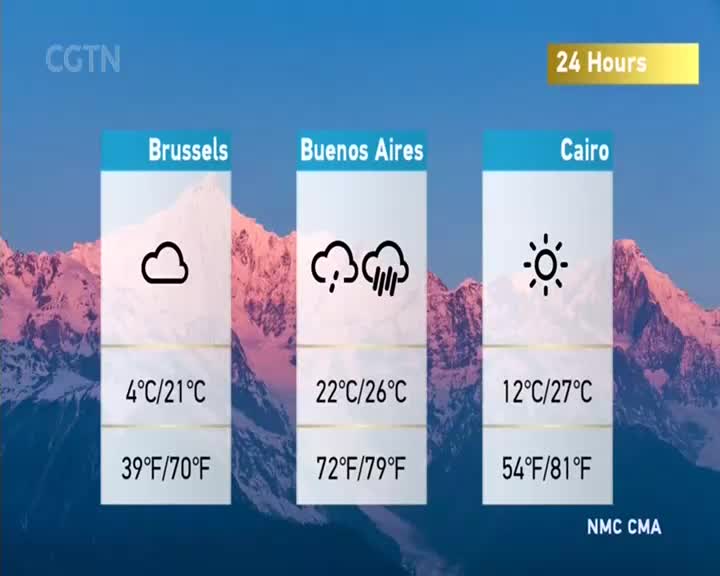 CGTN
24 Hours
Brussels
4°C/21°C
39°F/70°F
Buenos Aires
22°C/26°C
72°F/79°F
Cairo
12°C/27°C
54°F/81°F
NMC CMA